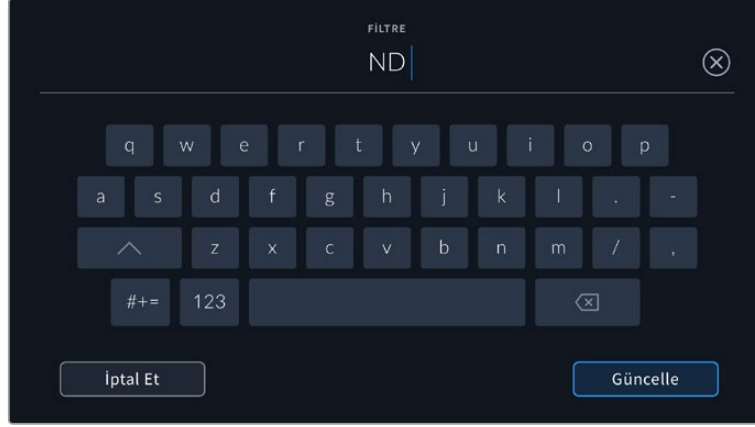 FİLTRE
ND
q w e r t y u i o p
a s d f g h j k l . -
z x c v b n m / ,
#+= 123
İptal Et Güncelle